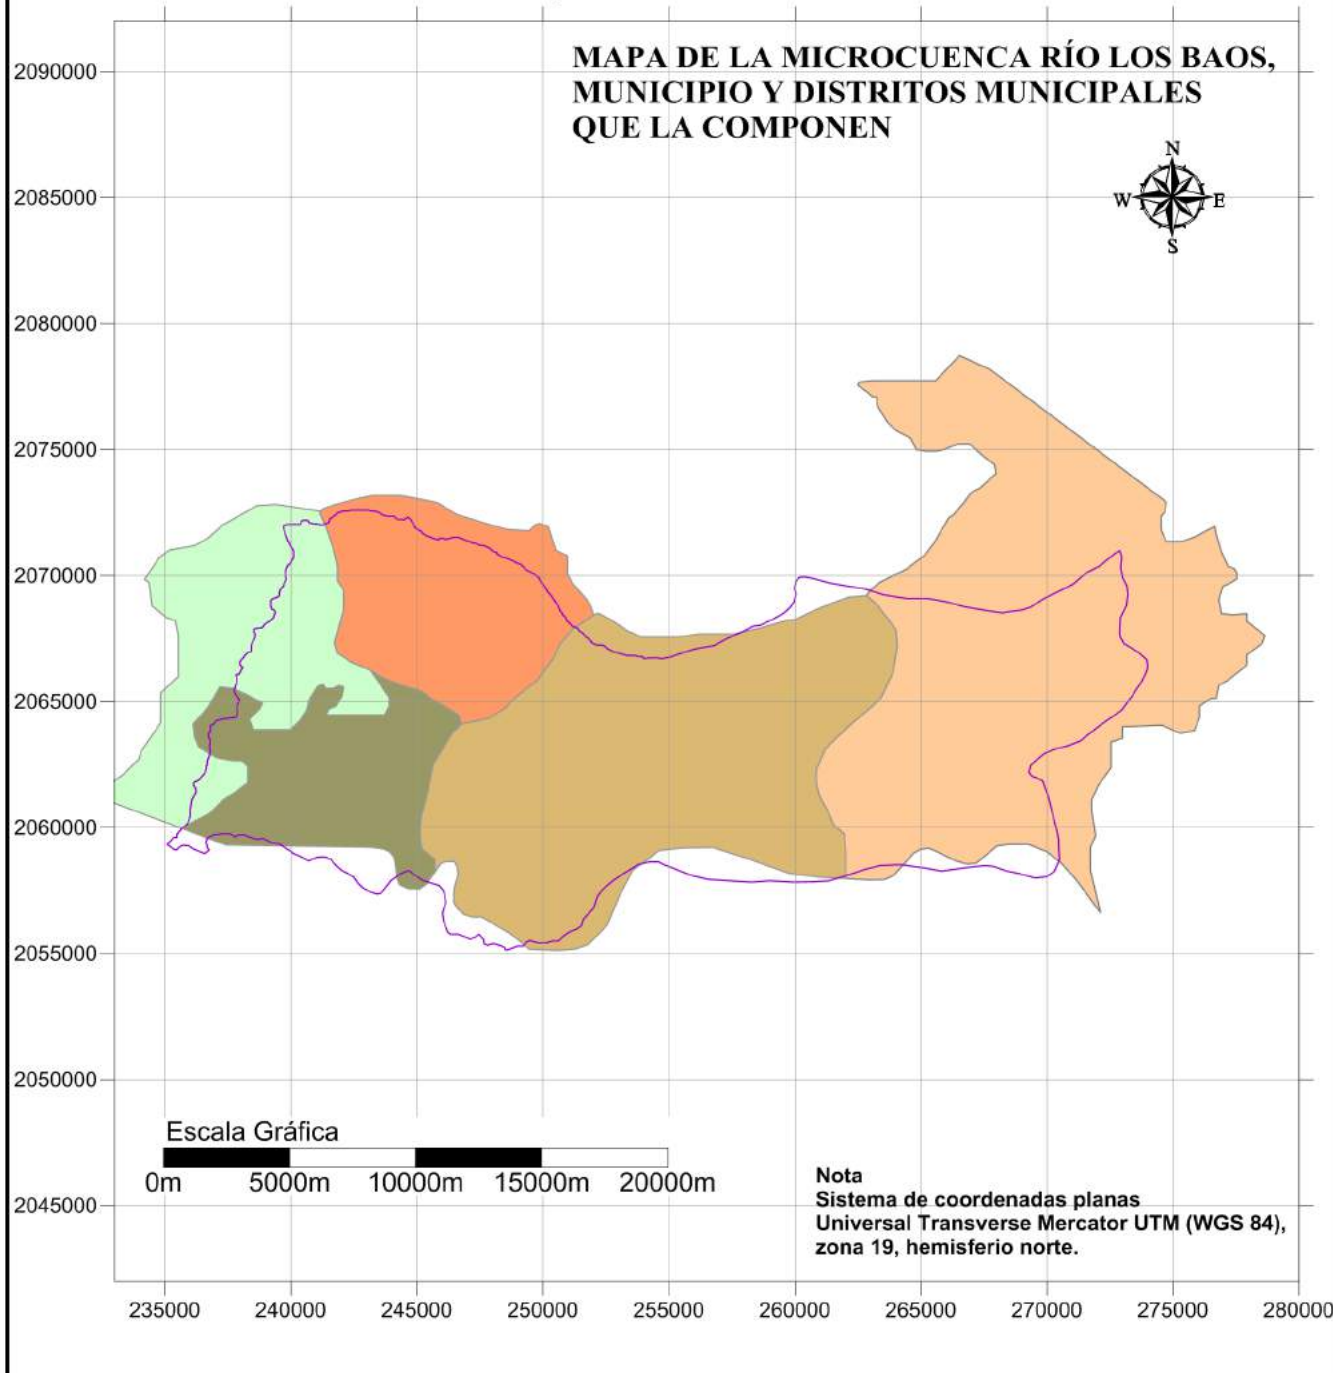 MAPA DE LA MICROCUENCA RÍO LOS BAOS,
MUNICIPIO Y DISTRITOS MUNICIPALES
QUE LA COMPONEN
N
W E
S
2090000
2085000
2080000
2075000
2070000
2065000
2060000
2055000
2050000
2045000
Escala Gráfica
0m 5000m 10000m 15000m 20000m
Nota
Sistema de coordenadas planas
Universal Transverse Mercator UTM (WGS 84),
zona 19, hemisferio norte.
235000 240000 245000 250000 255000 260000 265000 270000 275000 280000